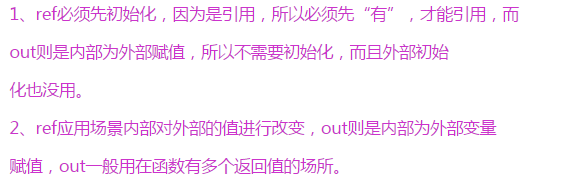 1、ref必须先初始化，因为是引用，所以必须先“有”，才能引用，而
out则是内部为外部赋值，所以不需要初始化，而且外部初始
化也没用。
2、ref应用场景内部对外部的值进行改变，out则是内部为外部变量
赋值，out一般用在函数有多个返回值的场所。